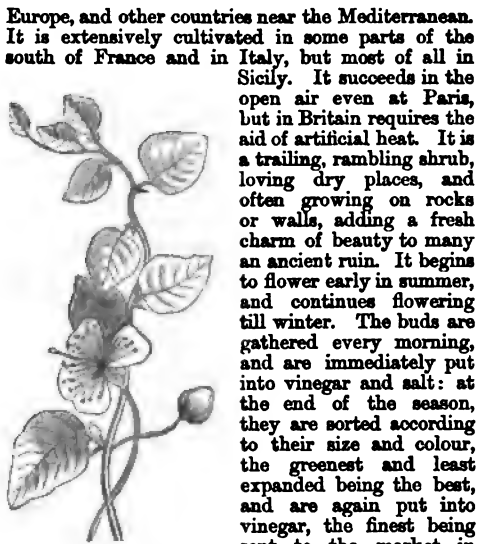 Europe, and other countries near the Mediterranean.
It is extensively cultivated in some parts of the
south of France and in Italy, but most of all in
Sicily. It succeeds in the
open air even at Paris,
but in Britain requires the
aid of artificial heat. It is
a trailing, rambling shrub,
loving dry places, and
often growing on rocks
or walls, adding a fresh
charm of beauty to many
an ancient ruin. It begins
to flower early in summer,
and continues flowering
till winter. The buds are
gathered every morning,
and are immediately put
into vinegar and salt: at
the end of the season,
they are sorted according
to their size and colour,
the greenest and least
expanded being the best,
and are again put into
vinegar, the finest being
sent to the market in